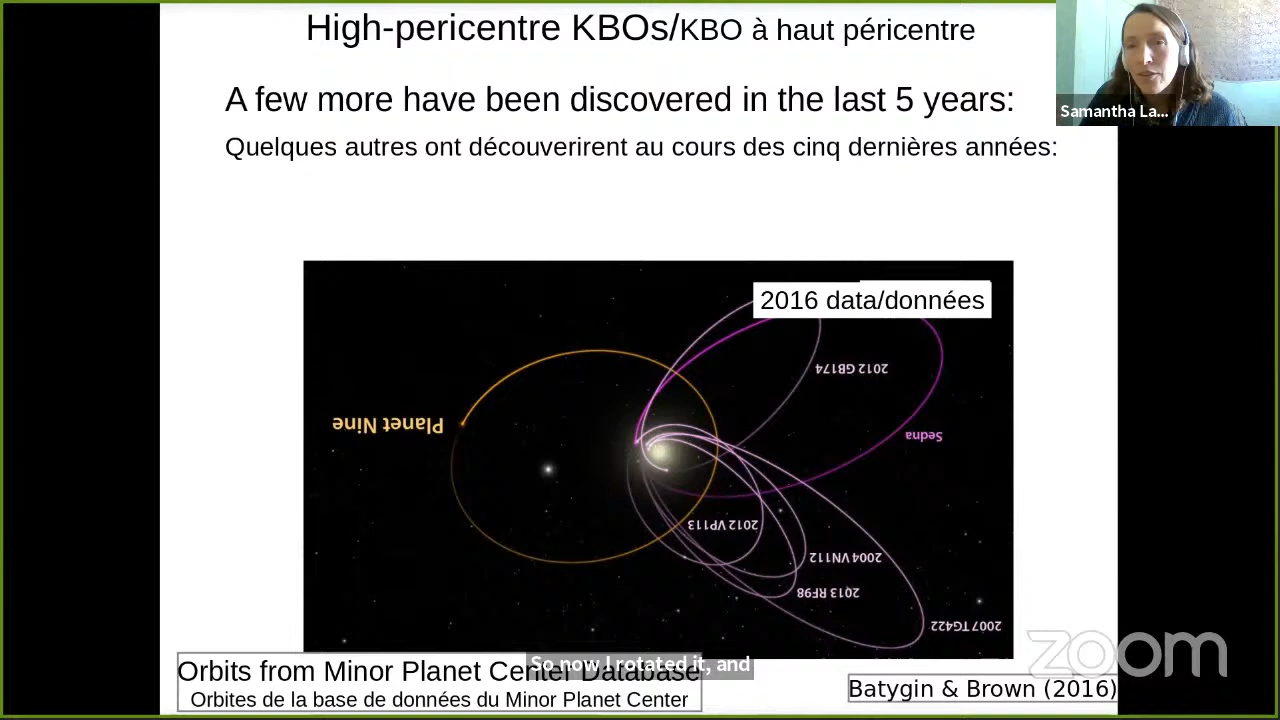 High-pericentre KBOs/KBO à haut péricentre
A few more have been discovered in the last 5 years:
Samantha La...
Quelques autres ont découverirent au cours des cinq dernières années:
2016 data/données
2012 GB174
Planet Nine
Sedna
2012 VP113
2004 VN112
2013 RF98
2007 TG422
zoom
So now I rotated it, and
Orbits from Minor Planet Center Database
Orbites de la base de données du Minor Planet Center
Batygin & Brown (2016)